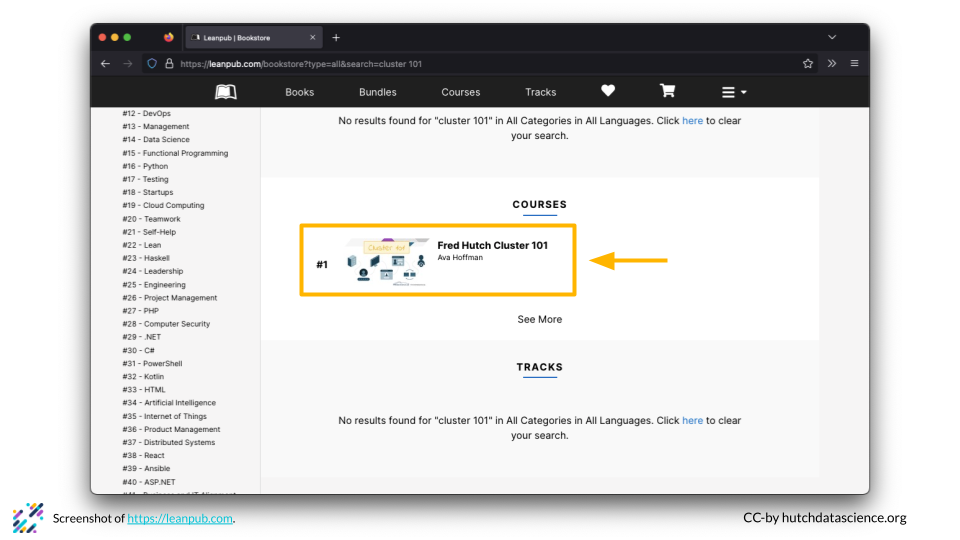 Leanpub | Bookstore
https://leanpub.com/bookstore?type=all&search=cluster 101
Books
Bundles
Courses
Tracks
#12 - DevOps
#13 - Management
#14 - Data Science
#15 - Functional Programming
#16 - Python
#17 - Testing
#18 - Startups
#19 - Cloud Computing
#20 - Teamwork
#21 - Self-Help
#22 - Lean
#23 - Haskell
#24 - Leadership
#25 - Engineering
#26 - Project Management
#27 - PHP
#28 - Computer Security
#29 - .NET
#30 - C#
#31 - PowerShell
#32 - Kotlin
#33 - HTML
#34 - Artificial Intelligence
#35 - Internet of Things
#36 - Product Management
#37 - Distributed Systems
#38 - React
#39 - Ansible
#40 - ASP.NET
No results found for "cluster 101" in All Categories in All Languages. Click here to clear
your search.
COURSES
#1
Cluster 101
Fred Hutch Cluster 101
Ava Hoffman
See More
TRACKS
No results found for "cluster 101" in All Categories in All Languages. Click here to clear
your search.
Screenshot of https://leanpub.com.
CC-by hutchdatascience.org